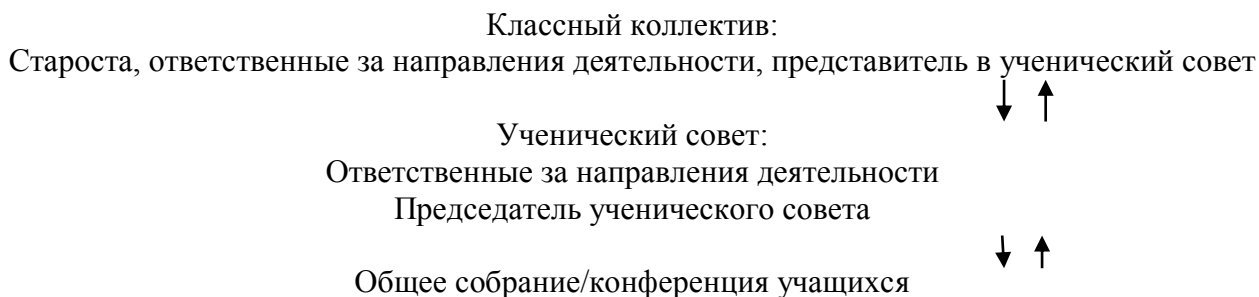 Классный коллектив:
Староста, ответственные за направления деятельности, представитель в ученический совет
Ученический совет:
Ответственные за направления деятельности
Председатель ученического совета
Общее собрание/конференция учащихся